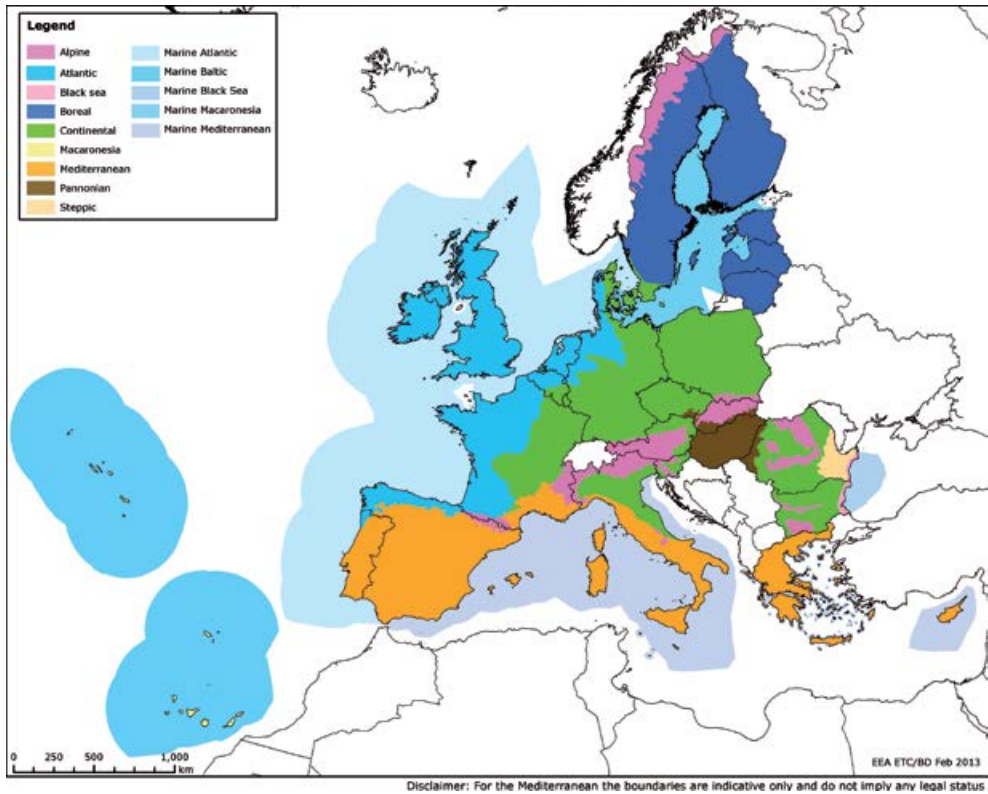 Legend
Alpine
Atlantic
Black sea
Boreal
Continental
Macaronesia
Mediterranean
Pannonian
Steppic
Marine Atlantic
Marine Baltic
Marine Black Sea
Marine Macaronesia
Marine Mediterranean
0 250 500 1,000
km
EEA ETC/BD Feb 2013
Disclaimer: For the Mediterranean the boundaries are indicative only and do not imply any legal status